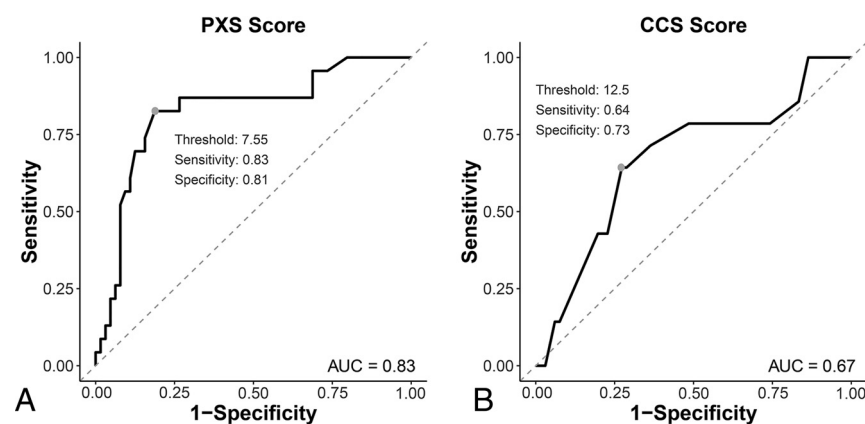 PXS Score
1.00
0.75
0.50
0.25
0.00
Sensitivity
Threshold: 7.55
Sensitivity: 0.83
Specificity: 0.81
AUC = 0.83
0.00 0.25 0.50 0.75 1.00
1−Specificity
A
CCS Score
1.00
0.75
0.50
0.25
0.00
Sensitivity
Threshold: 12.5
Sensitivity: 0.64
Specificity: 0.73
AUC = 0.67
0.00 0.25 0.50 0.75 1.00
1−Specificity
B